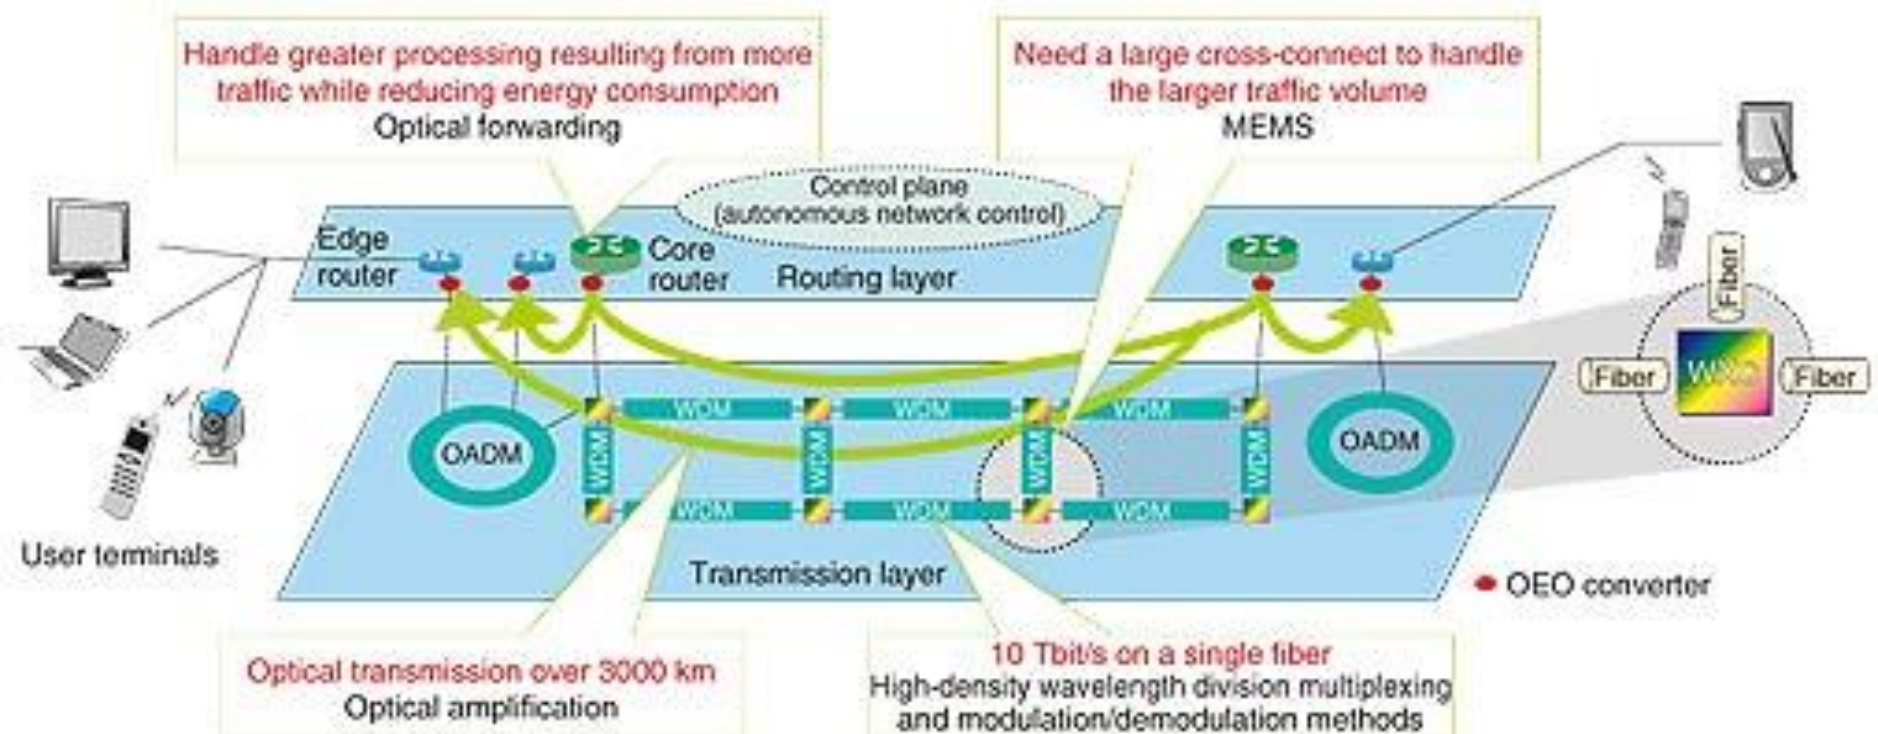 Handle greater processing resulting from more
traffic while reducing energy consumption
Optical forwarding
Need a large cross-connect to handle
the larger traffic volume
MEMS
Control plane
(autonomous network control)
Edge
router
Core
router
Routing layer
Fiber
Fiber
Fiber
WDM
WDM
WDM
OADM
WDM
WDM
WDM
WDM
OADM
WDM
WDM
WDM
User terminals
Transmission layer
OEO converter
Optical transmission over 3000 km
Optical amplification
10 Tbit/s on a single fiber
High-density wavelength division multiplexing
and modulation/demodulation methods